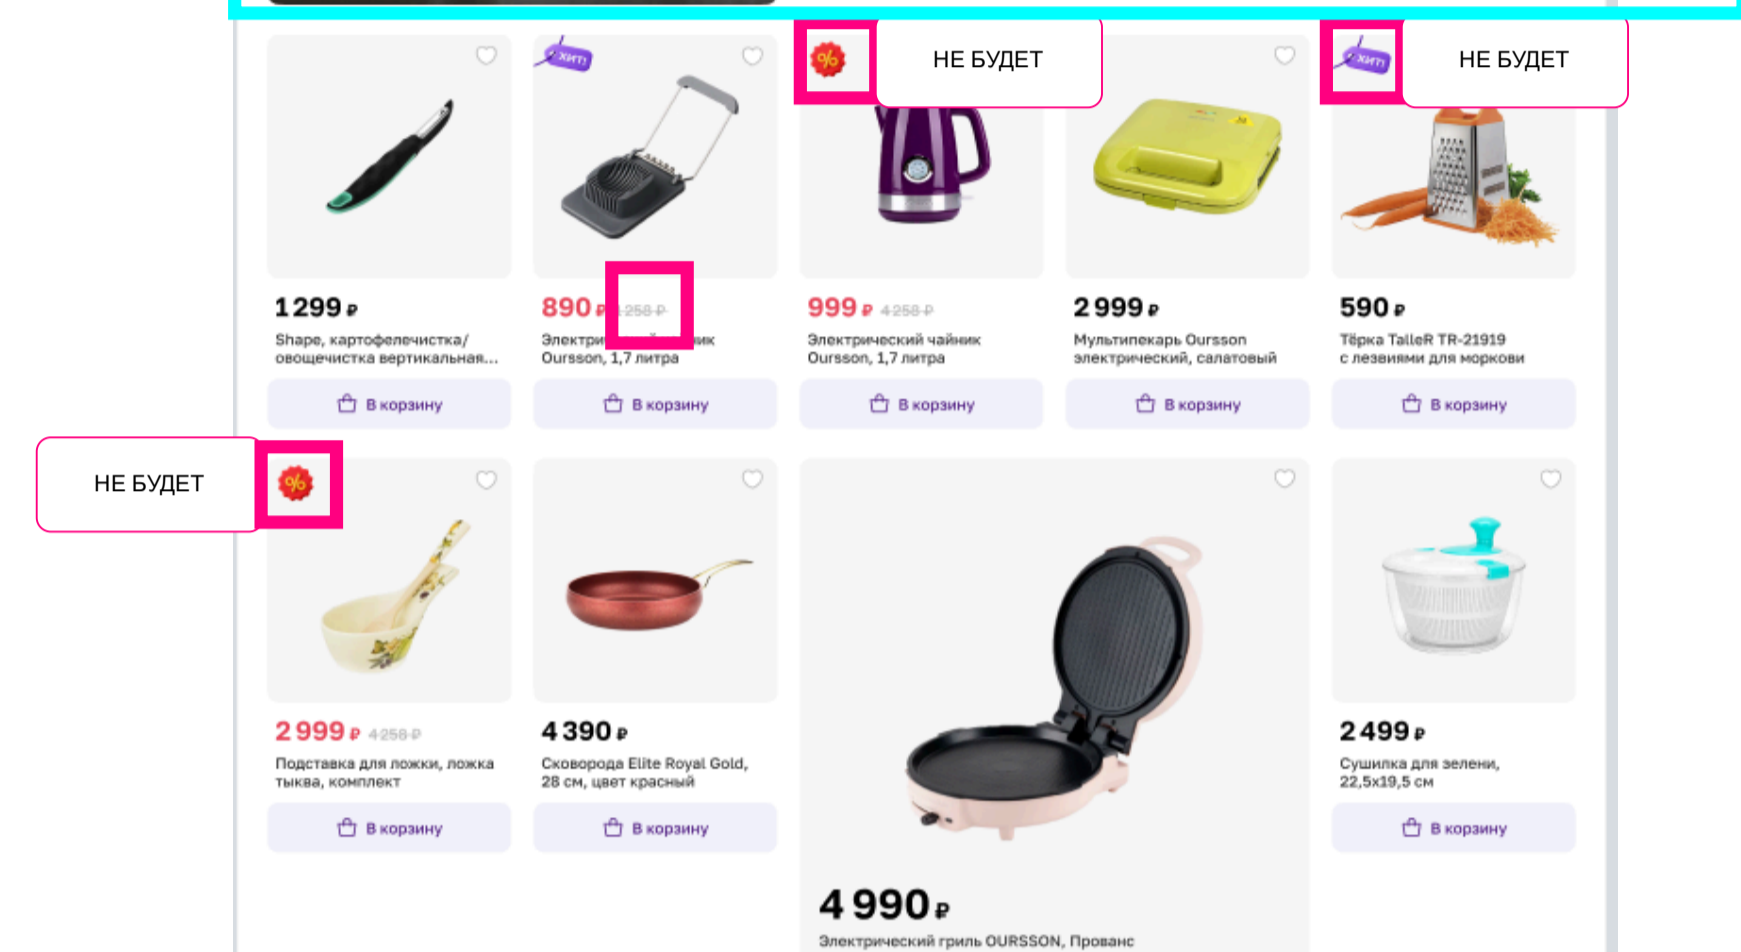 ХИТ!
%
НЕ БУДЕТ
ХИТ!
НЕ БУДЕТ
1 299 ₽
Shape, картофелечистка/
овощечистка вертикальная...
В корзину
890 ₽ 258 ₽
Электри ик
Oursson, 1,7 литра
В корзину
999 ₽ 4 258 ₽
Электрический чайник
Oursson, 1,7 литра
В корзину
2 999 ₽
Мультипекарь Oursson
электрический, салатовый
В корзину
590 ₽
Тёрка TalleR TR-21919
с лезвиями для моркови
В корзину
НЕ БУДЕТ
%
2 999 ₽ 4 258 ₽
Подставка для ложки, ложка
тыква, комплект
В корзину
4 390 ₽
Сковорода Elite Royal Gold,
28 см, цвет красный
В корзину
4 990 ₽
Электрический гриль OURSSON, Прованс
2 499 ₽
Сушилка для зелени,
22,5x19,5 см
В корзину